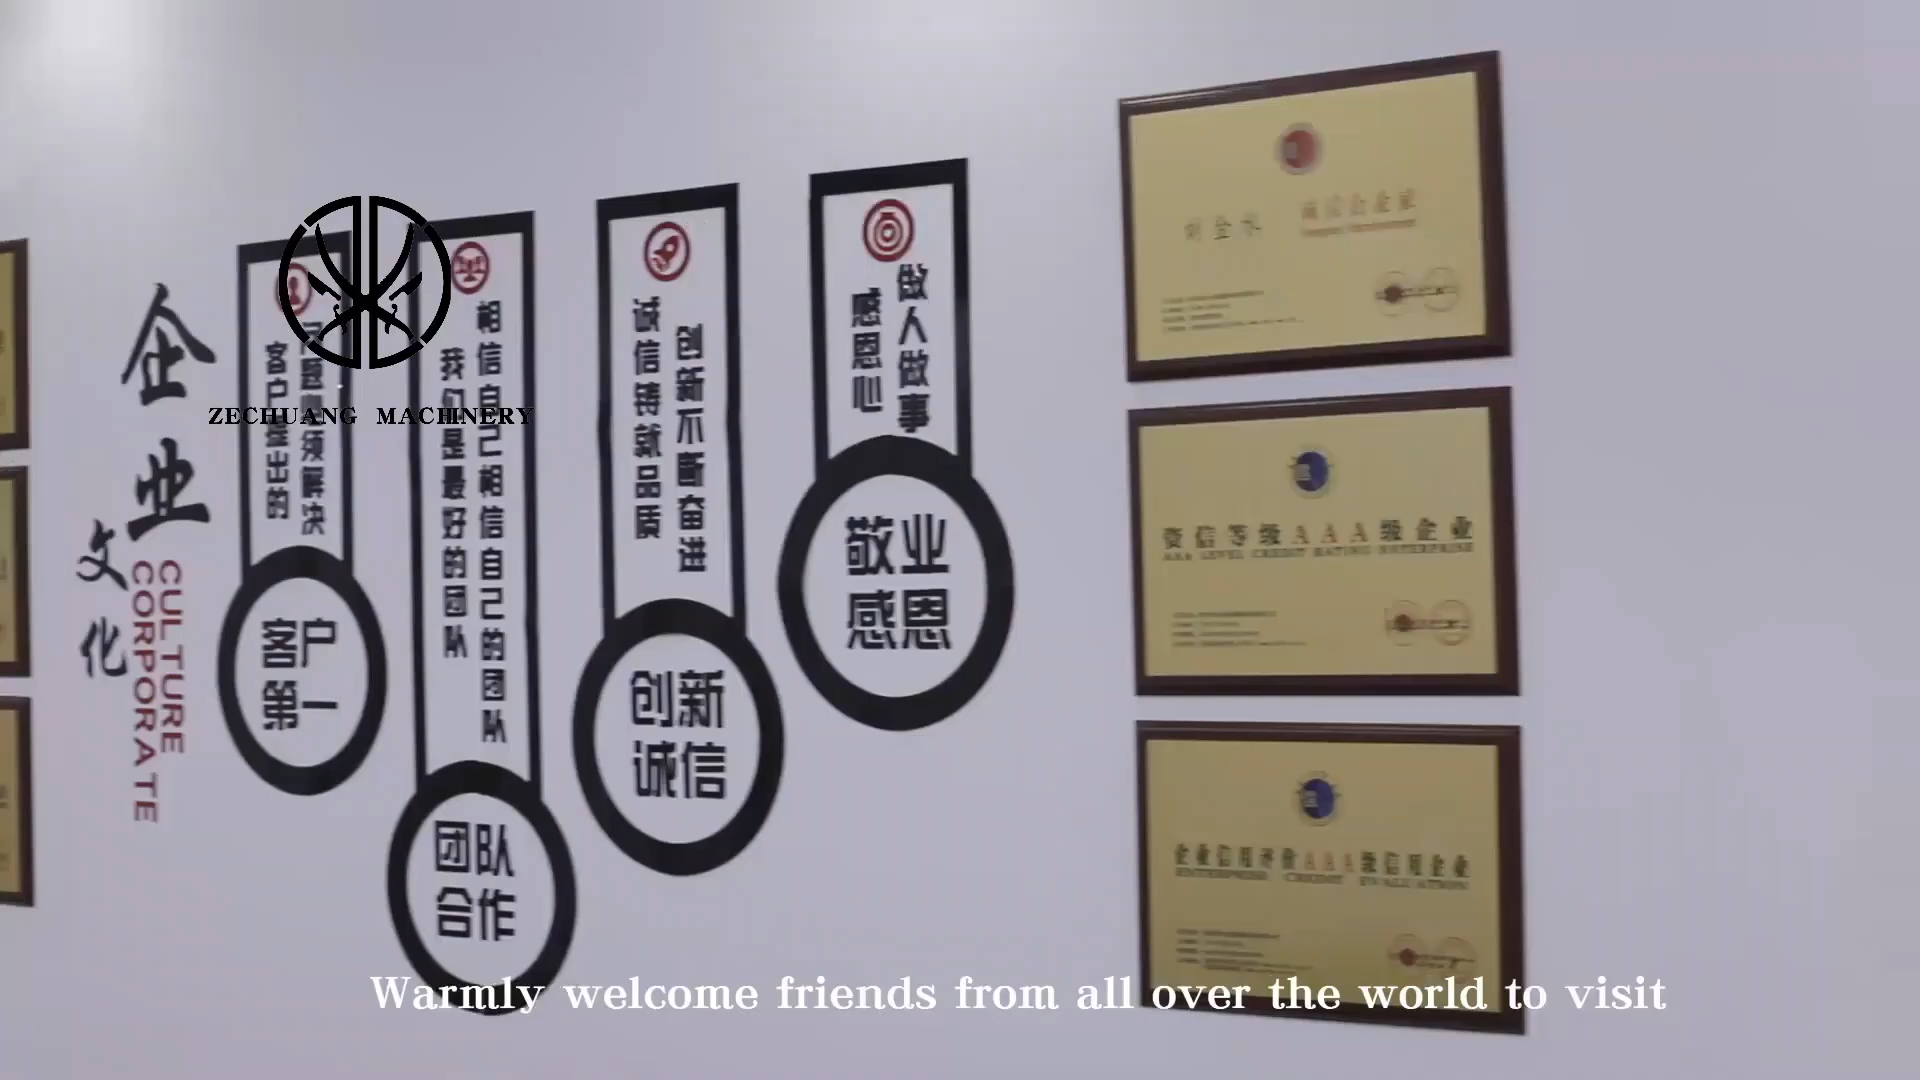 企业
文化
CULTURE
CORPORATE
ZECHUANG MACHINERY
客户提出的
问题必须解决
客户
第一
我们是最好的团队
相信自己相信自己的团队
团队
合作
诚信铸就品质
创新不断奋进
创新
诚信
感恩心
做人做事
敬业
感恩
诚信企业家
资信等级AAA级企业
AAA LEVEL CREDIT RATING ENTERPRISE
企业信用评价AAA级信用企业
ENTERPRISE CREDIT EVALUATION
Warmly welcome friends from all over the world to visit